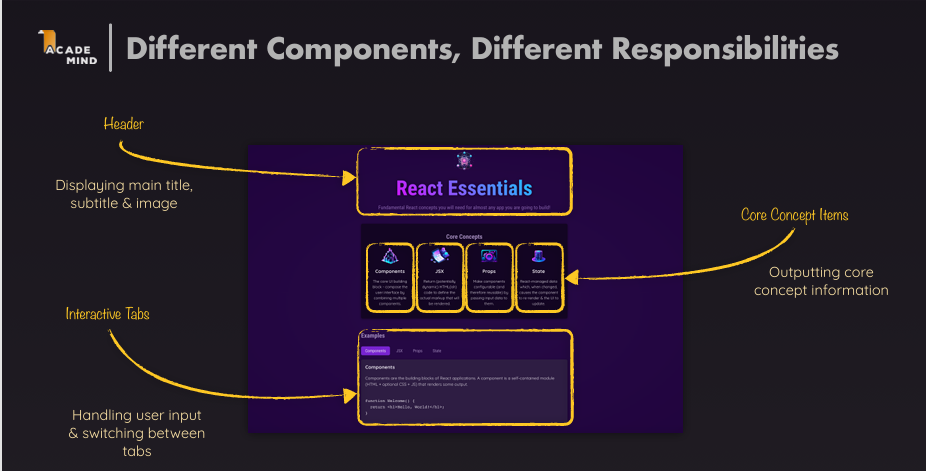 ACADE
MIND
Different Components, Different Responsibilities
Header
Displaying main title,
subtitle & image
React Essentials
Fundamental React concepts you will need for almost any app you are going to build!
Core Concepts
Components
The core UI building
block - compose the
user interface by
combining multiple
components.
JSX
Return (potentially
dynamic) HTML(ish)
code to define the
actual markup that will
be rendered.
Props
Make components
configurable (and
therefore reusable) by
passing input data to
them.
State
React-managed data
which, when changed,
causes the component
to re-render & the UI to
update.
Core Concept Items
Outputting core
concept information
Interactive Tabs
Handling user input
& switching between
tabs
Examples
Components JSX Props State
Components
Components are the building blocks of React applications. A component is a self-contained module
(HTML + optional CSS + JS) that renders some output.
function Welcome() {
return <h1>Hello, World!</h1>;
}